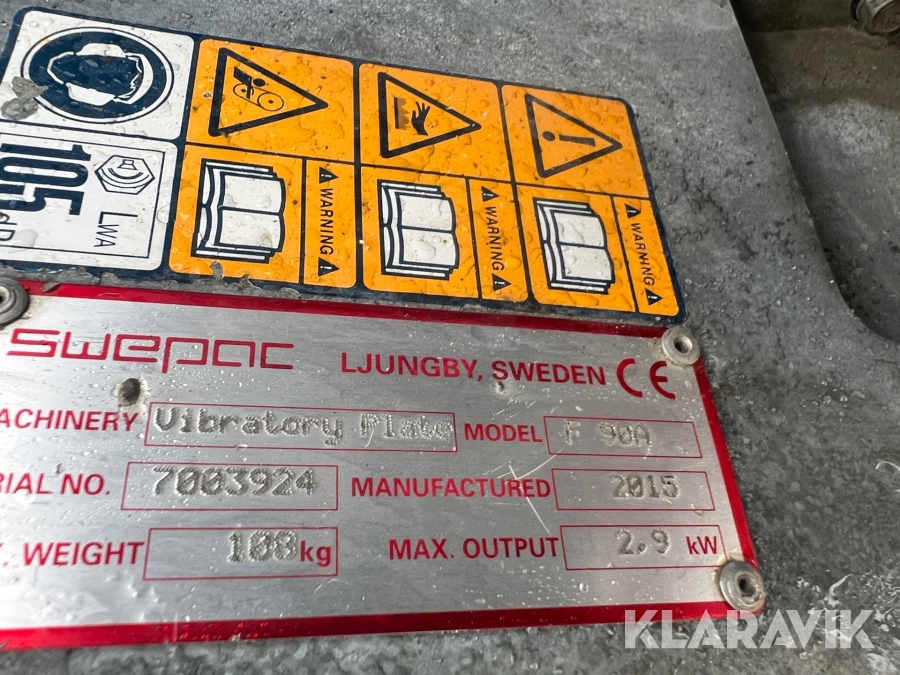 105
LWA
WARNING
WARNING
WARNING
swepac
LJUNGBY, SWEDEN CE
ACHINERY Vibratory Plate MODEL F 90A
RIAL NO. 7003924 MANUFACTURED 2015
. WEIGHT 108kg MAX. OUTPUT 2.9 kW
KLARAVIK